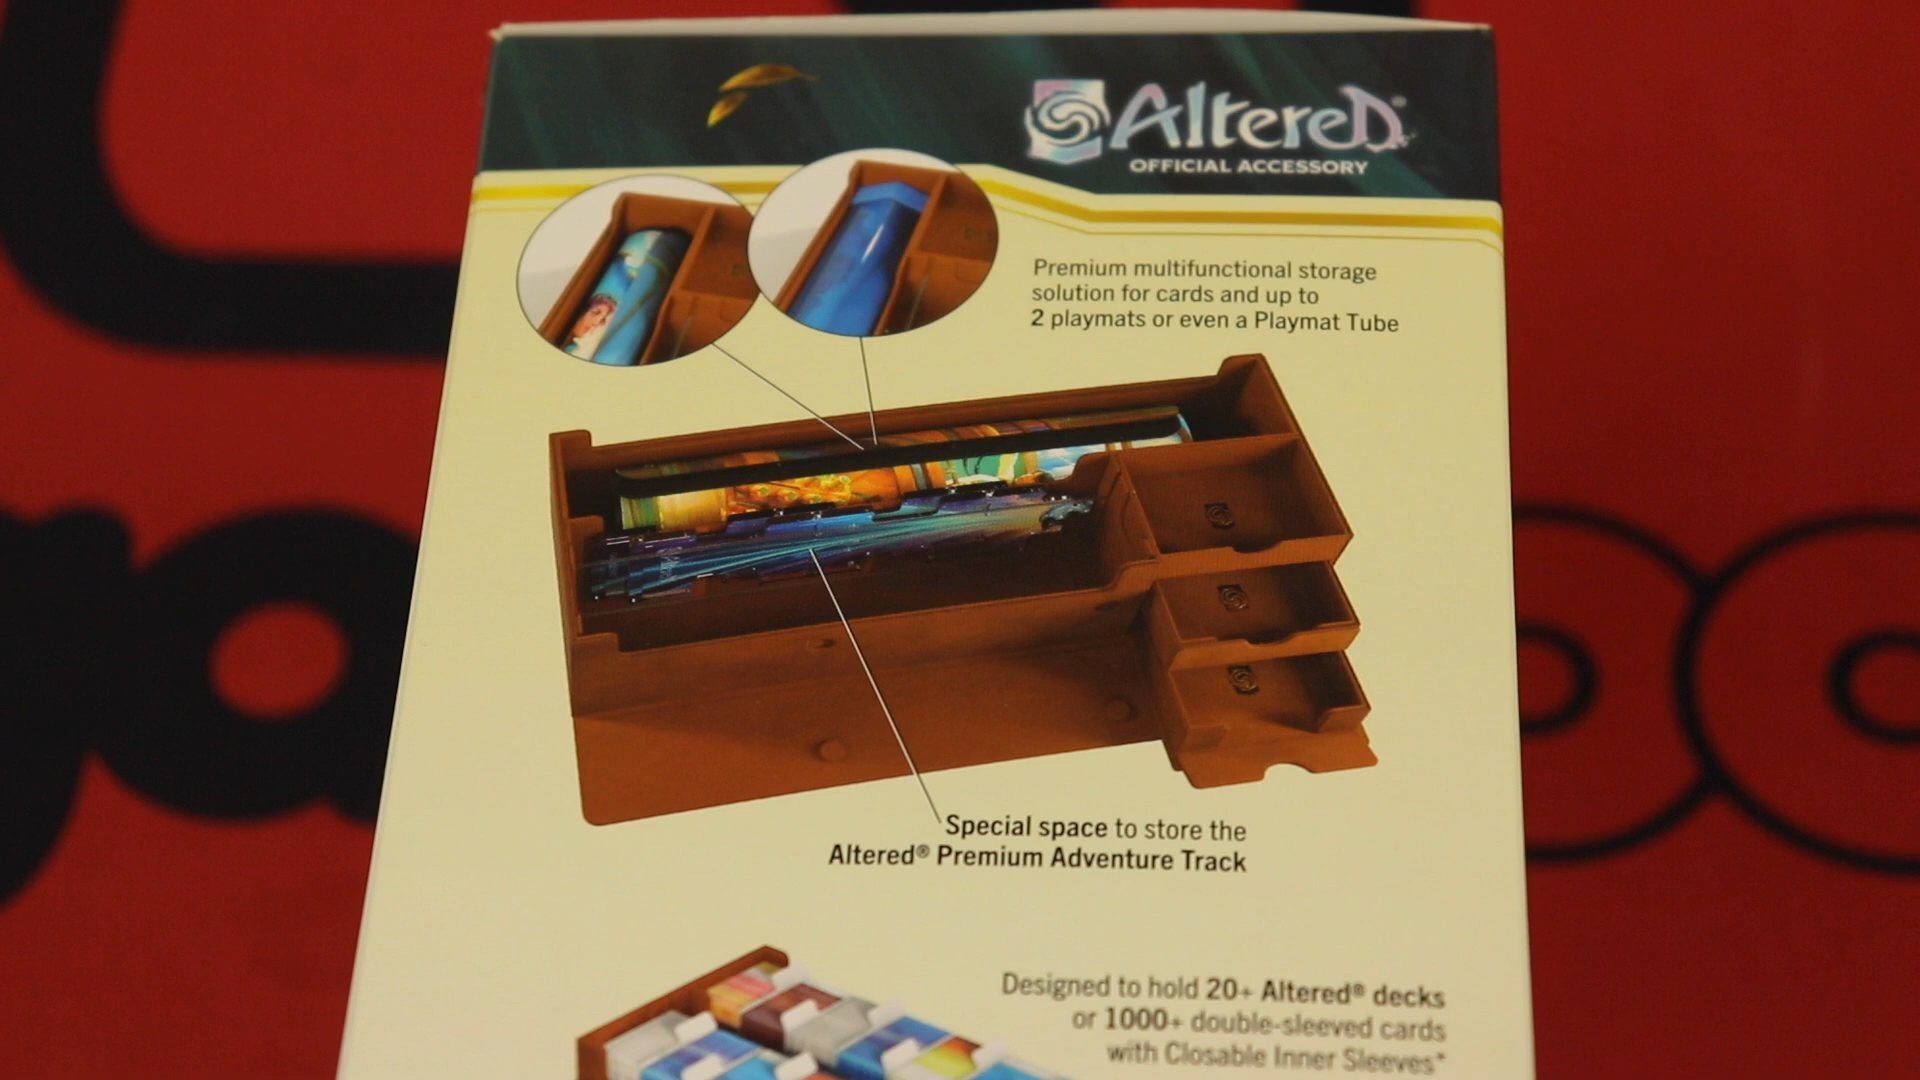 Altered®
OFFICIAL ACCESSORY
Premium multifunctional storage
solution for cards and up to
2 playmats or even a Playmat Tube
Special space to store the
Altered® Premium Adventure Track
Designed to hold 20+ Altered® decks
or 1000+ double-sleeved cards
with Closable Inner Sleeves*